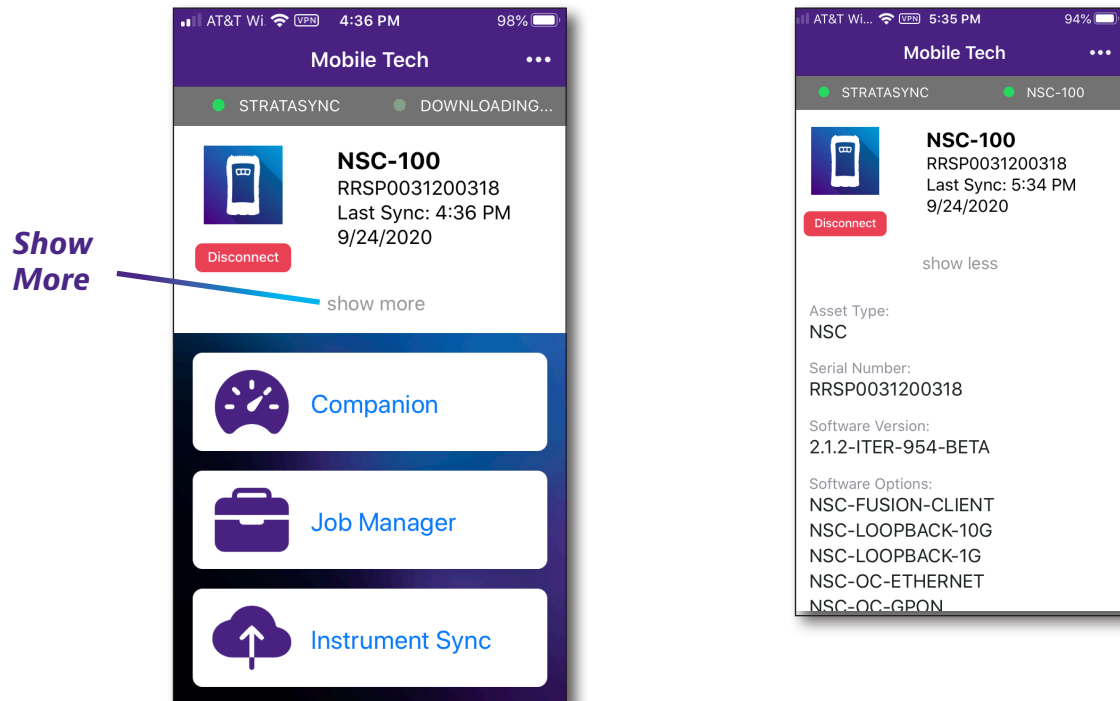 AT&T Wi
VPN
4:36 PM
98%
Mobile Tech
STRATASYNC
DOWNLOADING...
NSC-100
RRSP0031200318
Last Sync: 4:36 PM
9/24/2020
Disconnect
show more
Show
More
Companion
Job Manager
Instrument Sync
AT&T Wi...
VPN
5:35 PM
94%
Mobile Tech
STRATASYNC
NSC-100
NSC-100
RRSP0031200318
Last Sync: 5:34 PM
9/24/2020
Disconnect
show less
Asset Type:
NSC
Serial Number:
RRSP0031200318
Software Version:
2.1.2-ITER-954-BETA
Software Options:
NSC-FUSION-CLIENT
NSC-LOOPBACK-10G
NSC-LOOPBACK-1G
NSC-OC-ETHERNET
NSC-OC-GPON